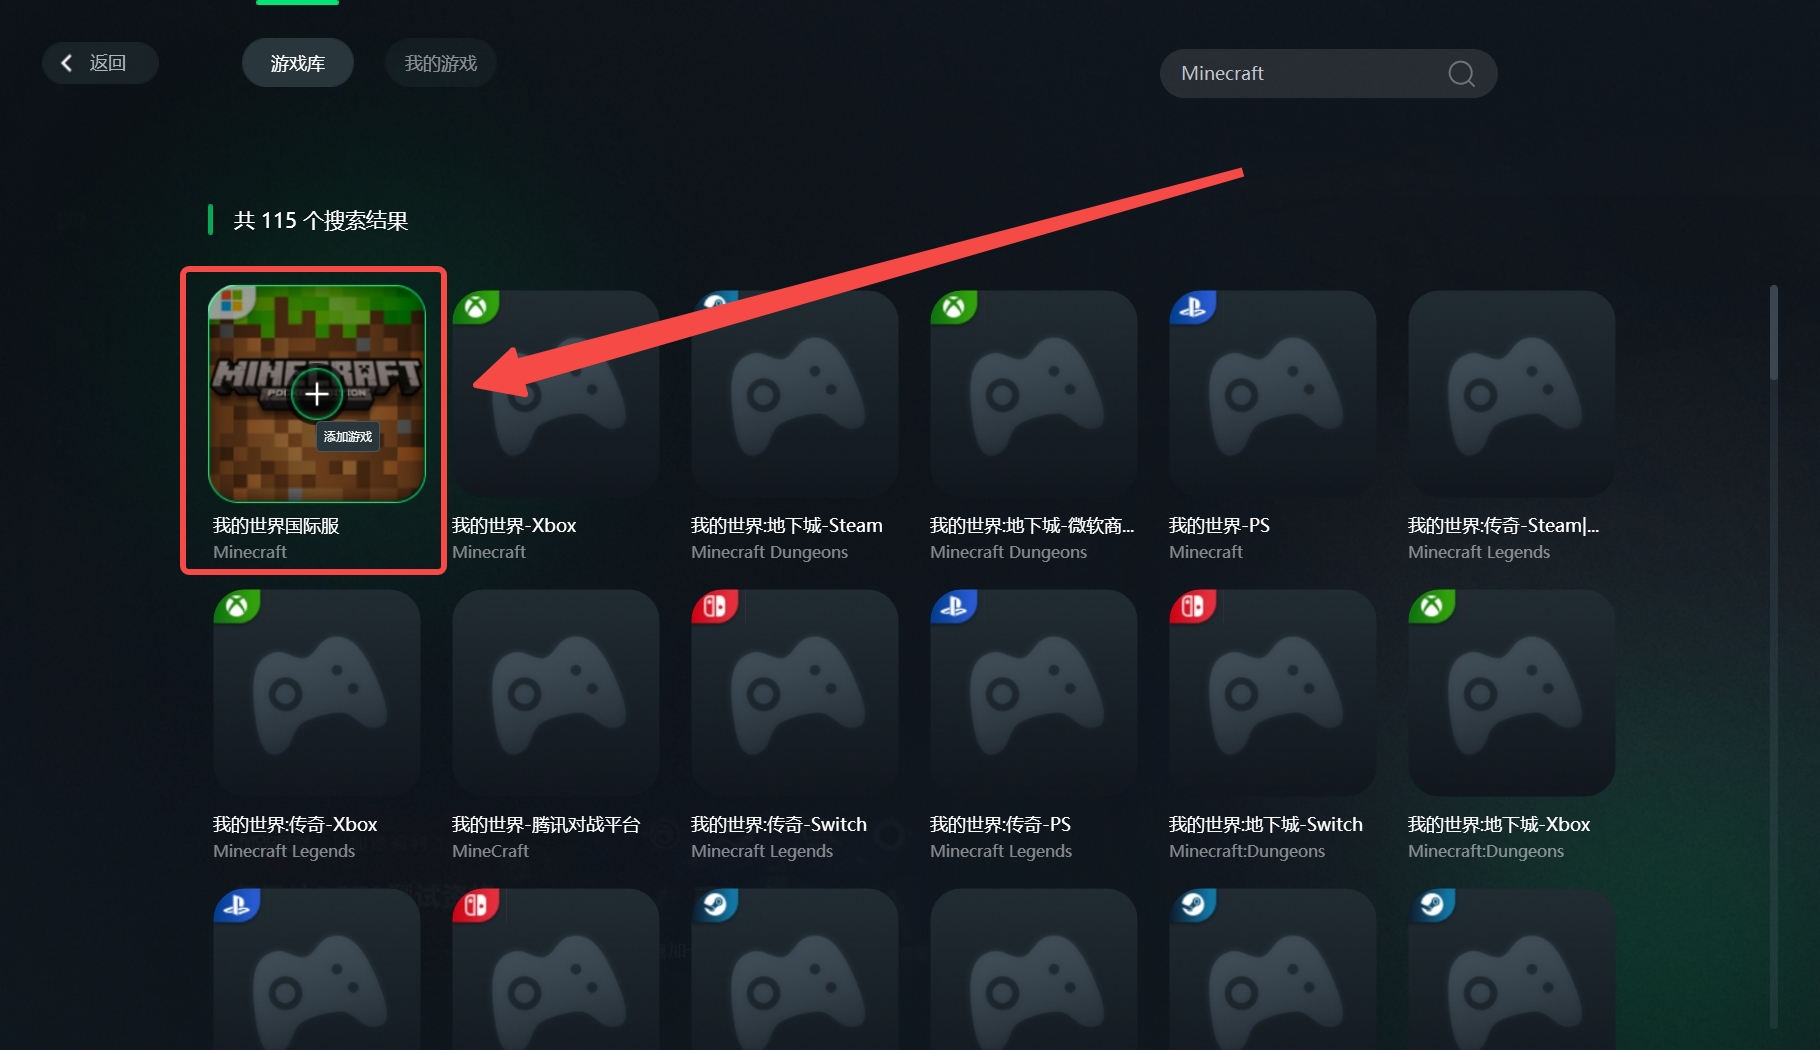 返回
游戏库
我的游戏
Minecraft
共 115 个搜索结果
MINECRAFT
添加游戏
我的世界国际服
Minecraft
我的世界-Xbox
Minecraft
我的世界:地下城-Steam
Minecraft Dungeons
我的世界:地下城-微软商...
Minecraft Dungeons
我的世界-PS
Minecraft
我的世界:传奇-Steam|...
Minecraft Legends
我的世界:传奇-Xbox
Minecraft Legends
我的世界-腾讯对战平台
MineCraft
我的世界:传奇-Switch
Minecraft Legends
我的世界:传奇-PS
Minecraft Legends
我的世界:地下城-Switch
Minecraft:Dungeons
我的世界:地下城-Xbox
Minecraft:Dungeons